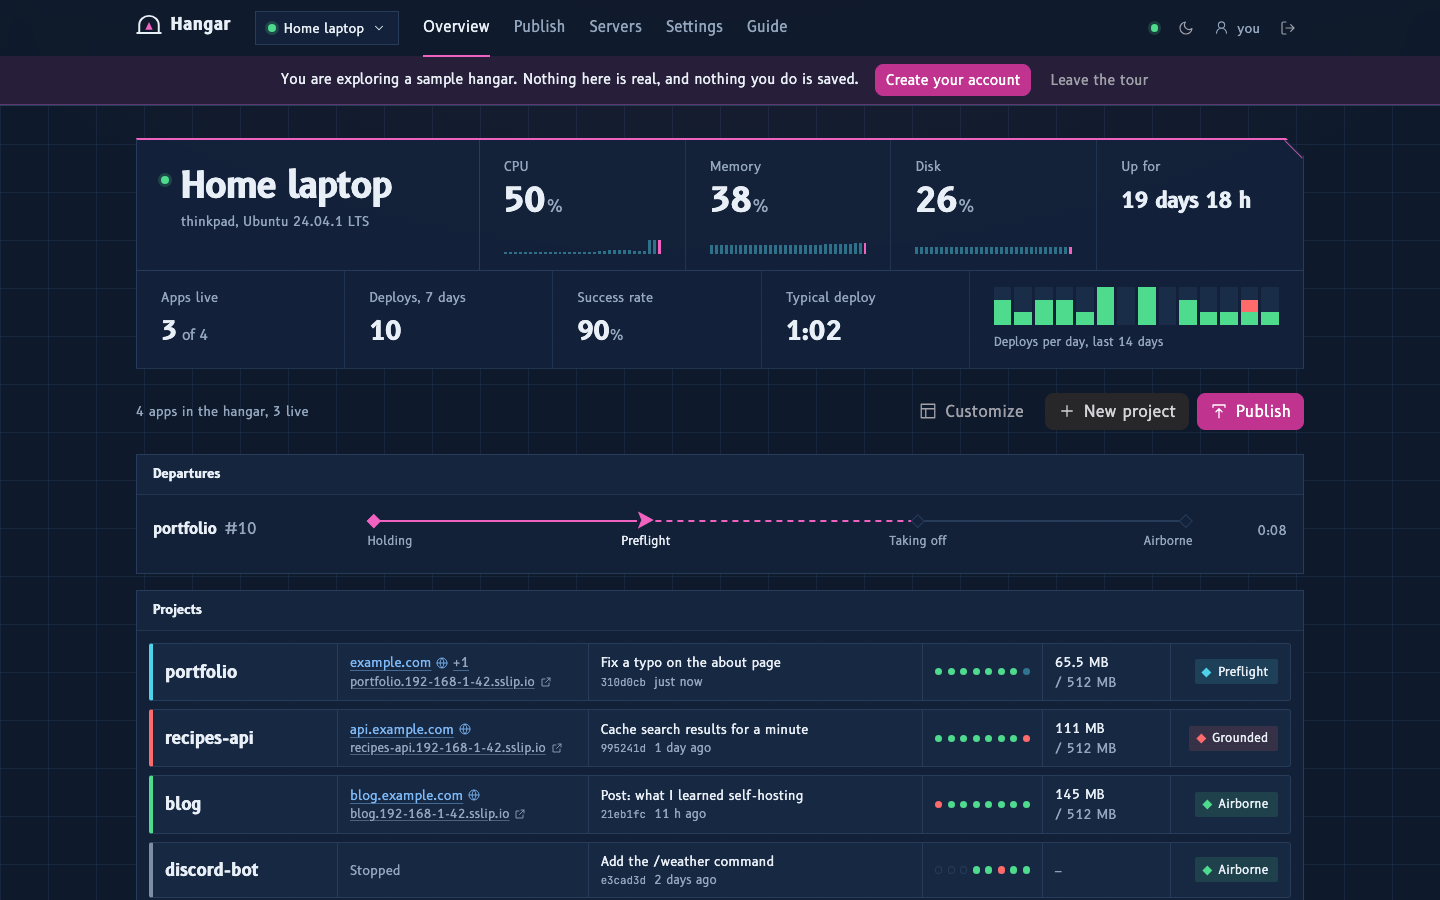 Hangar
Home laptop
Overview
Publish
Servers
Settings
Guide
you
You are exploring a sample hangar. Nothing here is real, and nothing you do is saved.
Create your account
Leave the tour
Home laptop
thinkpad, Ubuntu 24.04.1 LTS
CPU
50%
Memory
38%
Disk
26%
Up for
19 days 18 h
Apps live
3 of 4
Deploys, 7 days
10
Success rate
90%
Typical deploy
1:02
Deploys per day, last 14 days
4 apps in the hangar, 3 live
Customize
New project
Publish
Departures
portfolio #10
Holding
Preflight
Taking off
Airborne
0:08
Projects
portfolio
example.com +1
portfolio.192-168-1-42.sslip.io
Fix a typo on the about page
310d0cb just now
65.5 MB
/ 512 MB
Preflight
recipes-api
api.example.com
recipes-api.192-168-1-42.sslip.io
Cache search results for a minute
995241d 1 day ago
111 MB
/ 512 MB
Grounded
blog
blog.example.com
blog.192-168-1-42.sslip.io
Post: what I learned self-hosting
21eb1fc 11 h ago
145 MB
/ 512 MB
Airborne
discord-bot
Stopped
Add the /weather command
e3cad3d 2 days ago
–
Airborne